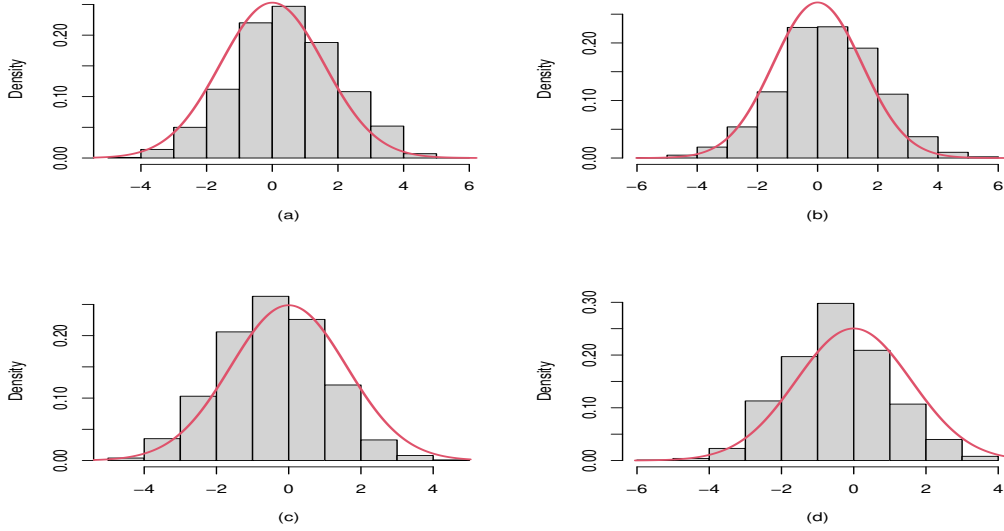 Density
0.00 0.10 0.20
−4 −2 0 2 4 6
(a)
Density
0.00 0.10 0.20
−6 −4 −2 0 2 4 6
(b)
Density
0.00 0.10 0.20
−4 −2 0 2 4
(c)
Density
0.00 0.10 0.20 0.30
−6 −4 −2 0 2 4
(d)